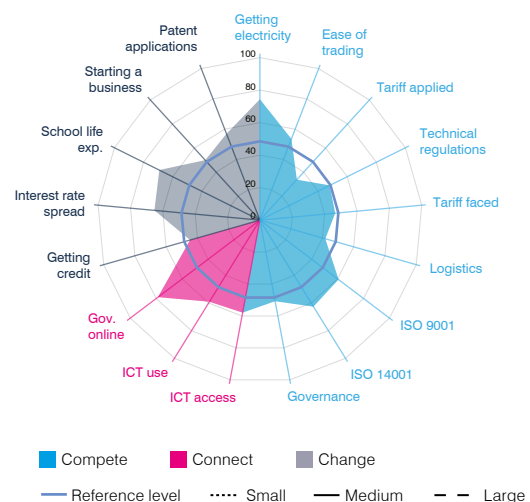 Getting
electricity
Ease of
trading
Tariff applied
Technical
regulations
Tariff faced
Logistics
ISO 9001
ISO 14001
Governance
ICT access
ICT use
Gov.
online
Getting
credit
Interest rate
spread
School life
exp.
Starting a
business
Patent
applications
100
80
60
40
20
0
Compete Connect Change
Reference level Small Medium Large